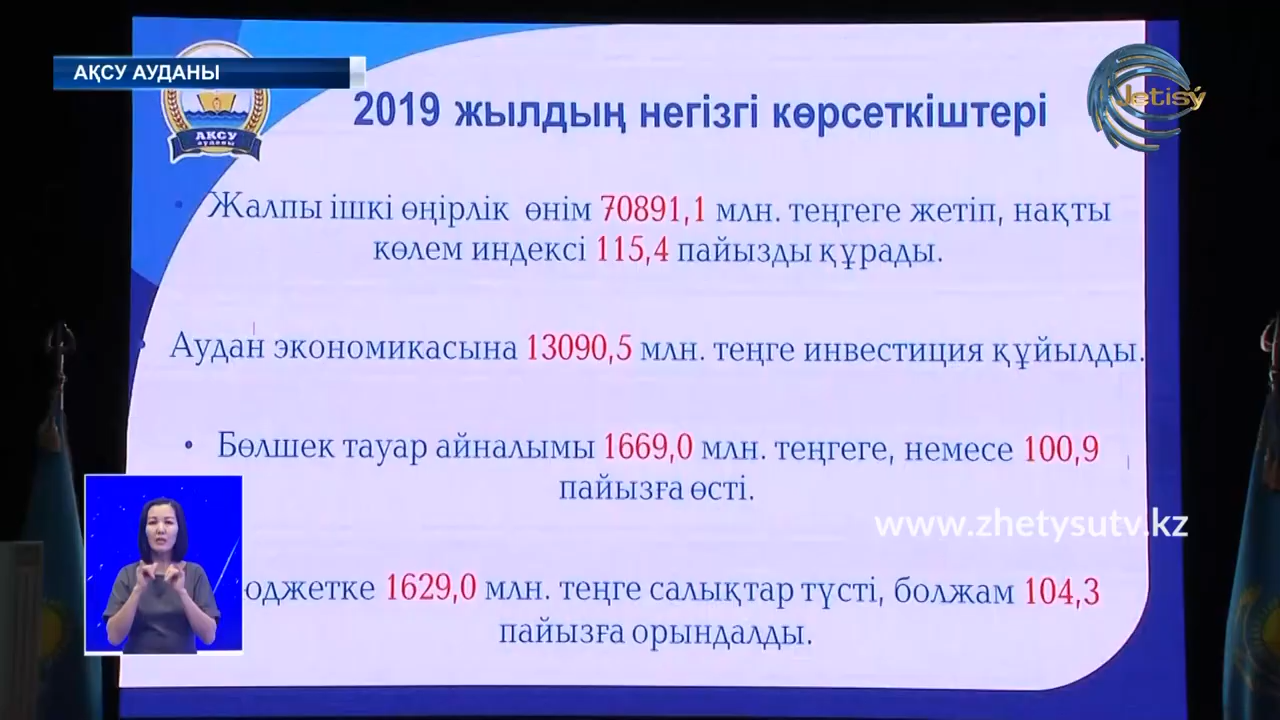 АҚСУ АУДАНЫ
АҚСУ
ауданы
Jetisý
2019 жылдың негізгі көрсеткіштері
• Жалпы ішкі өңірлік өнім 70891,1 млн. теңгеге жетіп, нақты
көлем индексі 115,4 пайызды құрады.
Аудан экономикасына 13090,5 млн. теңге инвестиция құйылды.
• Бөлшек тауар айналымы 1669,0 млн. теңгеге, немесе 100,9
пайызға өсті.
www.zhetysutv.kz
юджетке 1629,0 млн. теңге салықтар түсті, болжам 104,3
пайызға орындалды.